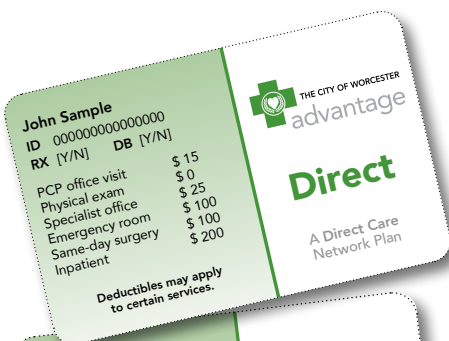 John Sample
ID 000000000000000
RX [Y/N] DB [Y/N]
PCP office visit $ 15
Physical exam $ 0
Specialist office $ 25
Emergency room $ 100
Same-day surgery $ 100
Inpatient $ 200
Deductibles may apply
to certain services.
THE CITY OF WORCESTER
advantage
Direct
A Direct Care
Network Plan